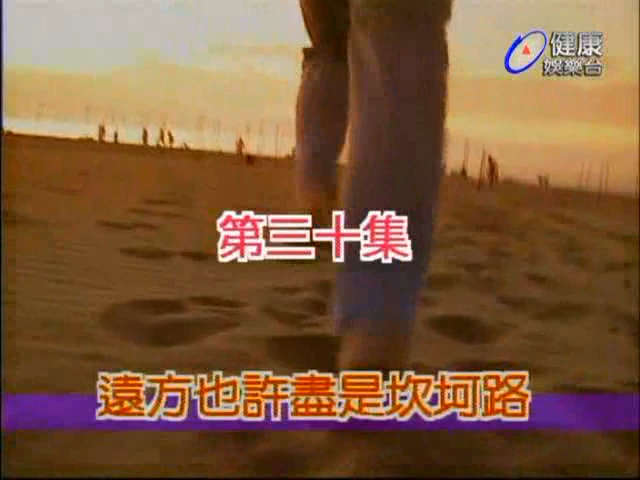 健康
娛樂台
第三十集
遠方也許盡是坎坷路